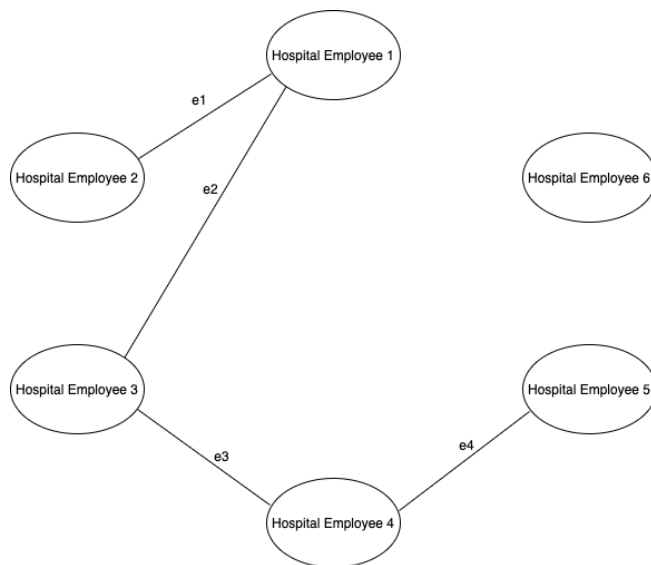 Hospital Employee 1
e1
Hospital Employee 2
Hospital Employee 6
e2
Hospital Employee 3
Hospital Employee 5
e3
e4
Hospital Employee 4